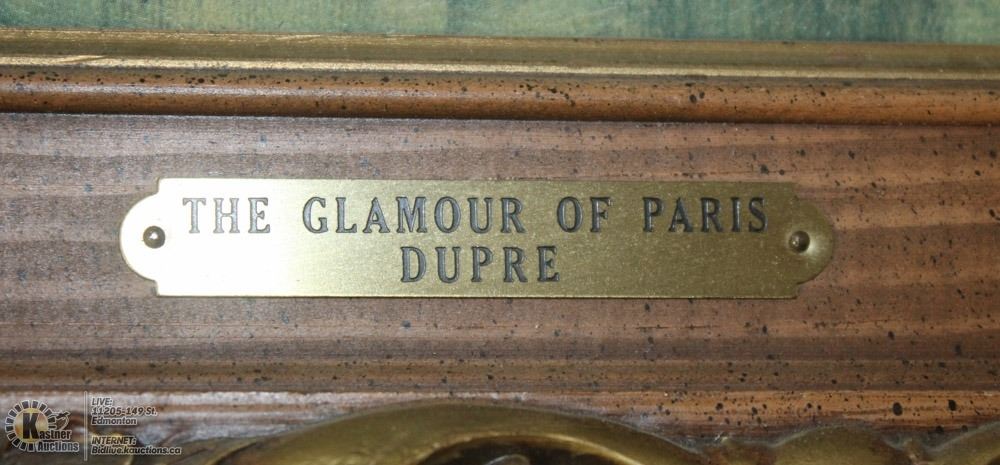 THE GLAMOUR OF PARIS
DUPRE
Kastner
Auctions
LIVE:
11205-149 St.
Edmonton
INTERNET:
Bidlive.kauctions.ca